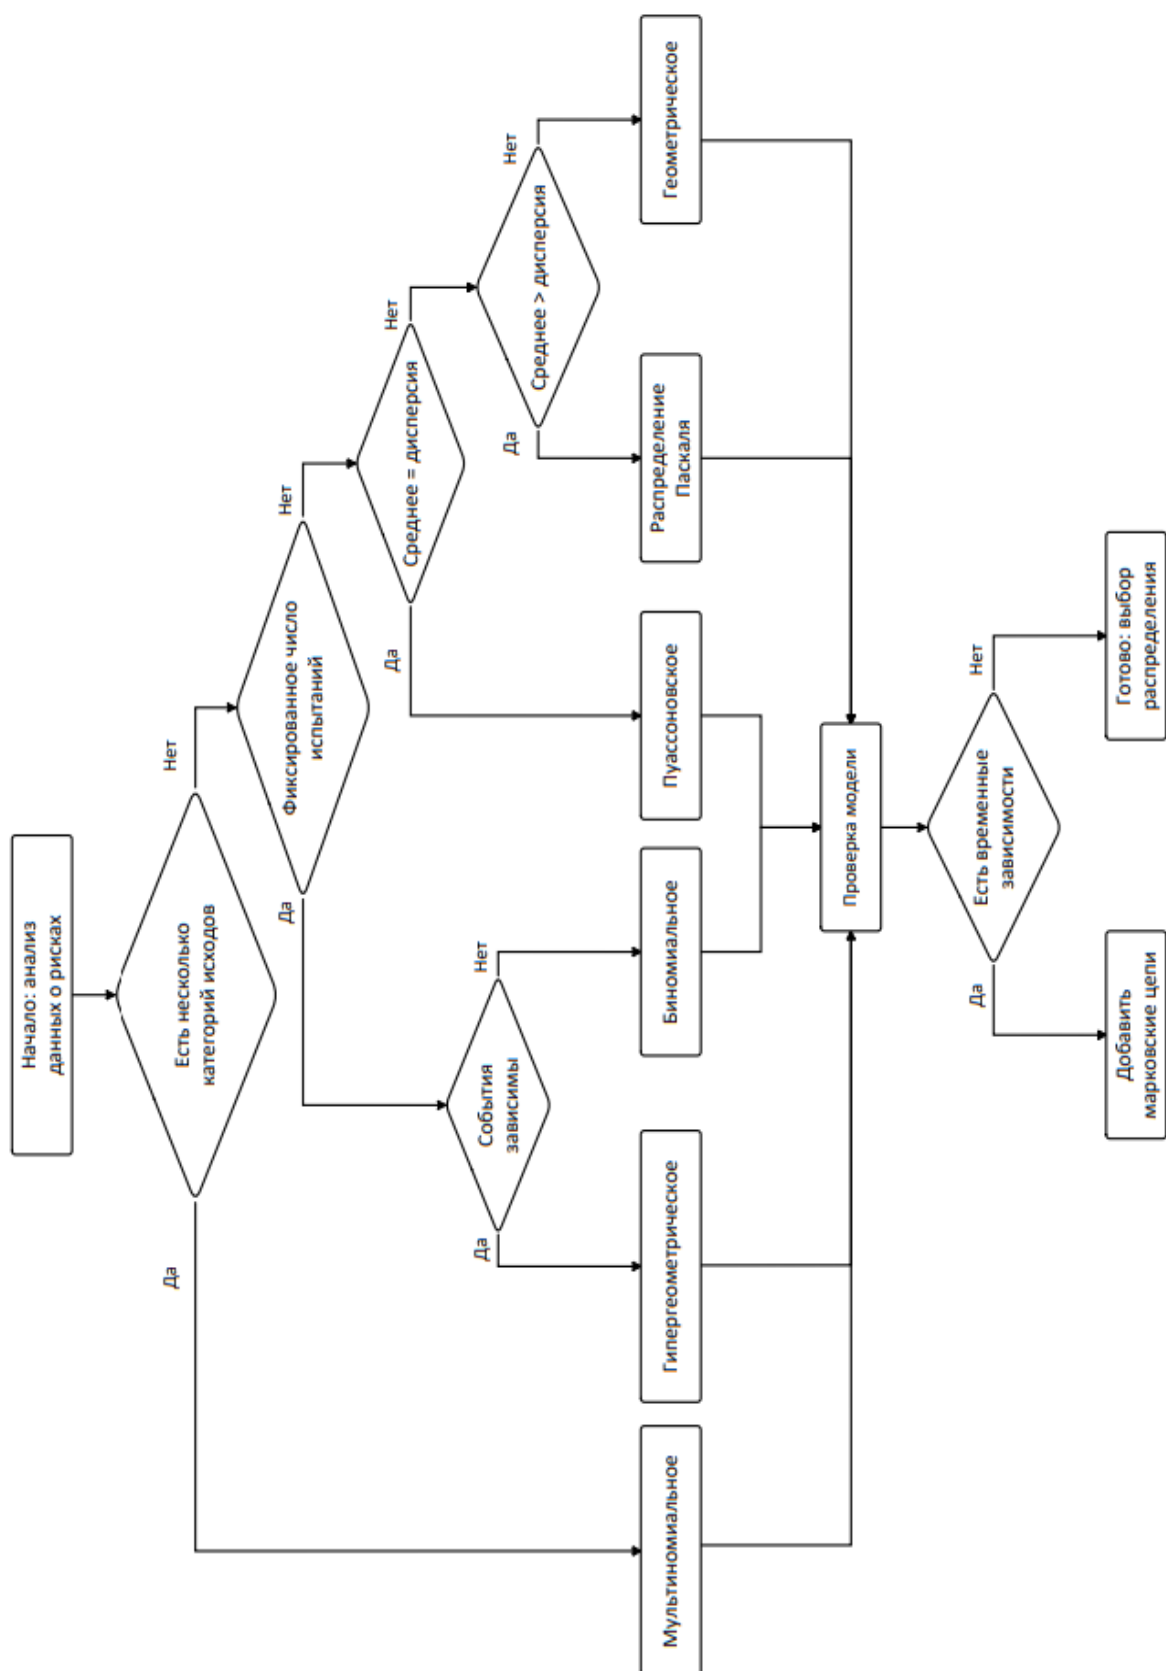 Начало: анализ
данных о рисках
Есть несколько
категорий исходов
Да
Нет
Фиксированное число
испытаний
Да
Нет
События
зависимы
Да
Нет
Среднее = дисперсия
Да
Нет
Среднее > дисперсия
Да
Нет
Мультиномиальное
Гипергеометрическое
Биномиальное
Пуассоновское
Распределение
Паскаля
Геометрическое
Проверка модели
Есть временные
зависимости
Да
Нет
Добавить
марковские цепи
Готово: выбор
распределения